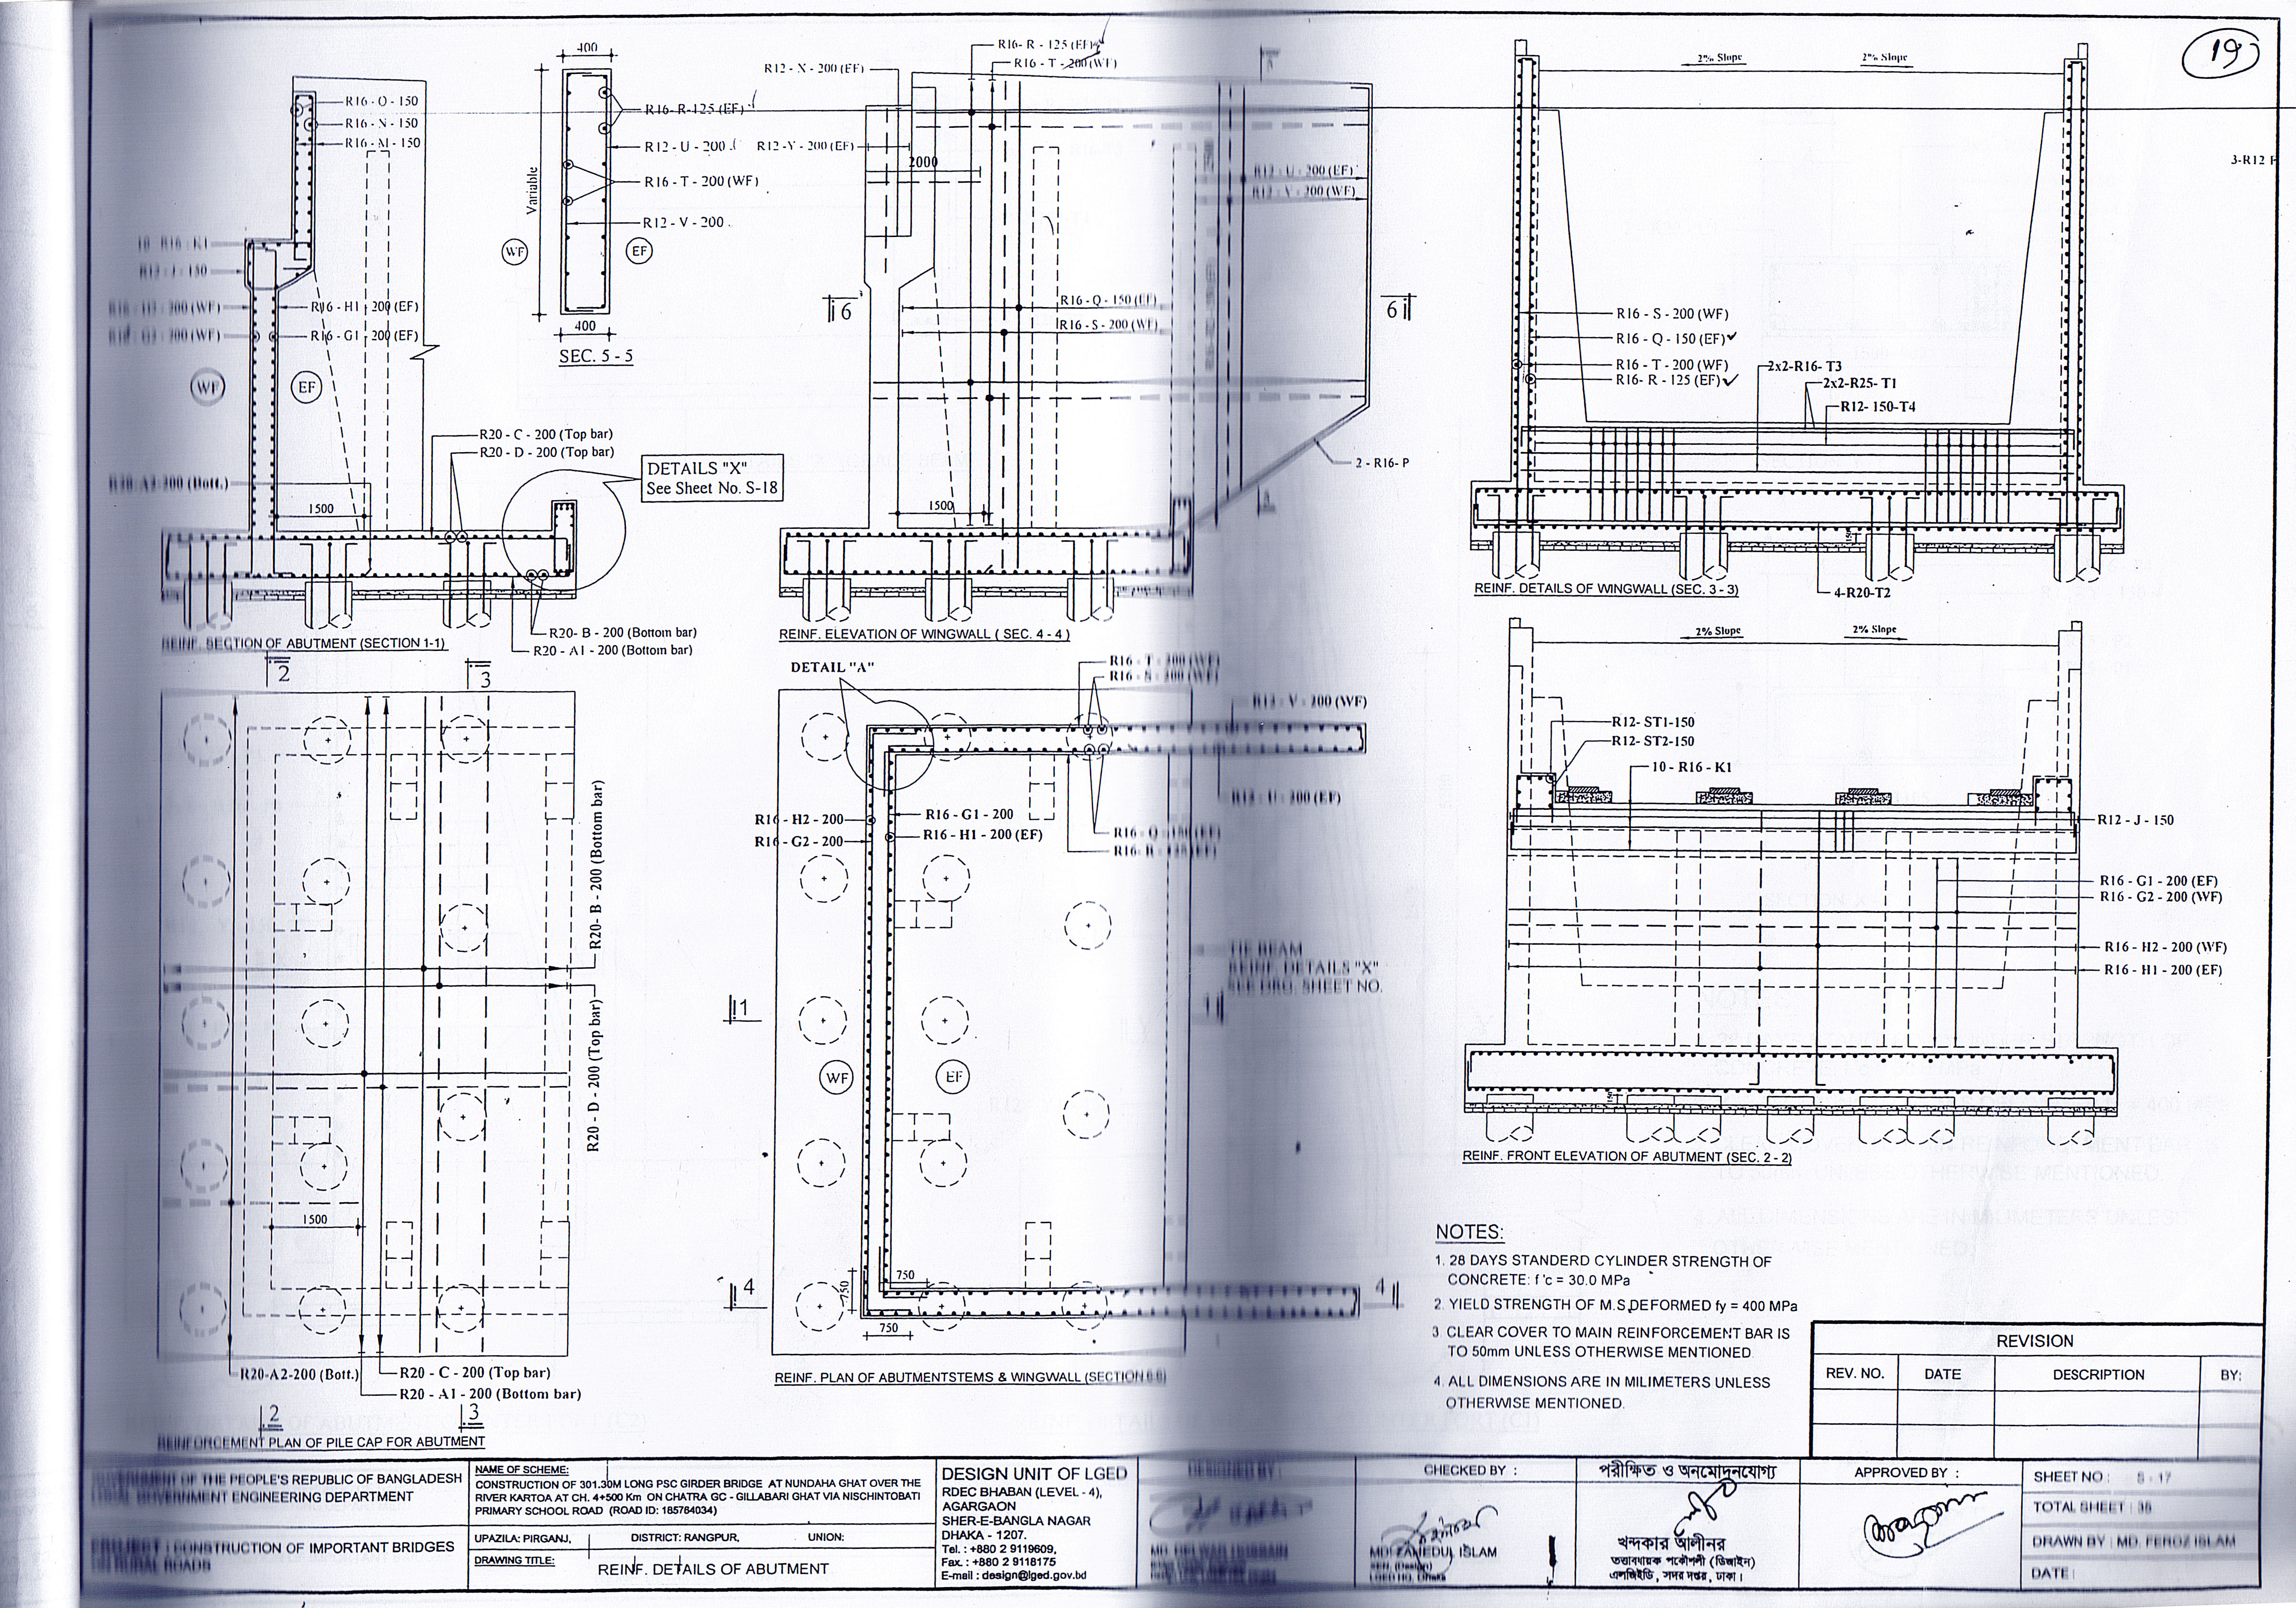 19
400
R16 - O - 150
R16 - N - 150
R16 - M - 150
R12 - J - 150
R16 - H1 - 200 (EF)
R16 - G1 - 200 (EF)
WF
EF
1500
R20 - C - 200 (Top bar)
R20 - D - 200 (Top bar)
DETAILS "X"
See Sheet No. S-18
R20-A2-200 (Bott.)
R20- B - 200 (Bottom bar)
R20 - A1 - 200 (Bottom bar)
REINF. SECTION OF ABUTMENT (SECTION 1-1)
Variable
R16- R-125 (EF)
R12 - U - 200
R16 - T - 200 (WF)
R12 - V - 200
WF
EF
400
SEC. 5 - 5
R12 - X - 200 (EF)
R16- R - 125 (EF)
R16 - T - 200 (WF)
R12 -Y - 200 (EF)
2000
R12 - U - 200 (EF)
R12 - V - 200 (WF)
6
R16 - Q - 150 (EF)
R16 - S - 200 (WF)
6
2 - R16- P
1500
REINF. ELEVATION OF WINGWALL ( SEC. 4 - 4 )
2% Slope
2% Slope
3-R12
R16 - S - 200 (WF)
R16 - Q - 150 (EF)
R16 - T - 200 (WF)
R16- R - 125 (EF)
2x2-R16- T3
2x2-R25- T1
R12- 150-T4
150
REINF. DETAILS OF WINGWALL (SEC. 3 - 3)
4-R20-T2
2
3
R20- B - 200 (Bottom bar)
R20 - D - 200 (Top bar)
1500
R20-A2-200 (Bott.)
R20 - C - 200 (Top bar)
R20 - A1 - 200 (Bottom bar)
2
3
REINFORCEMENT PLAN OF PILE CAP FOR ABUTMENT
DETAIL "A"
R16 - T - 200 (WF)
R16 - S - 200 (WF)
R12 - V - 200 (WF)
R16 - H2 - 200
R16 - G2 - 200
R16 - G1 - 200
R16 - H1 - 200 (EF)
R12 - U - 200 (EF)
R16 - Q - 150 (EF)
R16- R - 125 (EF)
TIE BEAM
REINF. DETAILS "X"
SEE DRG. SHEET NO.
1
1
WF
EF
4
750
750
750
4
REINF. PLAN OF ABUTMENTSTEMS & WINGWALL (SECTION 6-6)
2% Slope
2% Slope
R12- ST1-150
R12- ST2-150
10 - R16 - K1
R12 - J - 150
R16 - G1 - 200 (EF)
R16 - G2 - 200 (WF)
R16 - H2 - 200 (WF)
R16 - H1 - 200 (EF)
150
REINF. FRONT ELEVATION OF ABUTMENT (SEC. 2 - 2)
NOTES:
1. 28 DAYS STANDERD CYLINDER STRENGTH OF
CONCRETE: f 'c = 30.0 MPa
2. YIELD STRENGTH OF M.S.DEFORMED fy = 400 MPa
3. CLEAR COVER TO MAIN REINFORCEMENT BAR IS
TO 50mm UNLESS OTHERWISE MENTIONED.
4. ALL DIMENSIONS ARE IN MILIMETERS UNLESS
OTHERWISE MENTIONED.
REVISION
REV. NO. DATE DESCRIPTION BY:
GOVERNMENT OF THE PEOPLE'S REPUBLIC OF BANGLADESH
LOCAL GOVERNMENT ENGINEERING DEPARTMENT
PROJECT : CONSTRUCTION OF IMPORTANT BRIDGES
ON RURAL ROADS
NAME OF SCHEME:
CONSTRUCTION OF 301.30M LONG PSC GIRDER BRIDGE AT NUNDAHA GHAT OVER THE
RIVER KARTOA AT CH. 4+500 Km ON CHATRA GC - GILLABARI GHAT VIA NISCHINTOBATI
PRIMARY SCHOOL ROAD (ROAD ID: 185764034)
UPAZILA: PIRGANJ, DISTRICT: RANGPUR, UNION:
DRAWING TITLE:
REINF. DETAILS OF ABUTMENT
DESIGN UNIT OF LGED
RDEC BHABAN (LEVEL - 4),
AGARGAON
SHER-E-BANGLA NAGAR
DHAKA - 1207.
Tel. : +880 2 9119609,
Fax. : +880 2 9118175
E-mail : design@lged.gov.bd
DESIGNED BY :
CHECKED BY :
MD. ZAHEDUL ISLAM
পরীক্ষিত ও অনুমোদনযোগ্য
খন্দকার আলীনুর
তত্ত্বাবধায়ক প্রকৌশলী (ডিজাইন)
এলজিইডি, সদর দপ্তর, ঢাকা।
APPROVED BY :
SHEET NO : S - 17
TOTAL SHEET : 38
DRAWN BY : MD. FEROZ ISLAM
DATE :